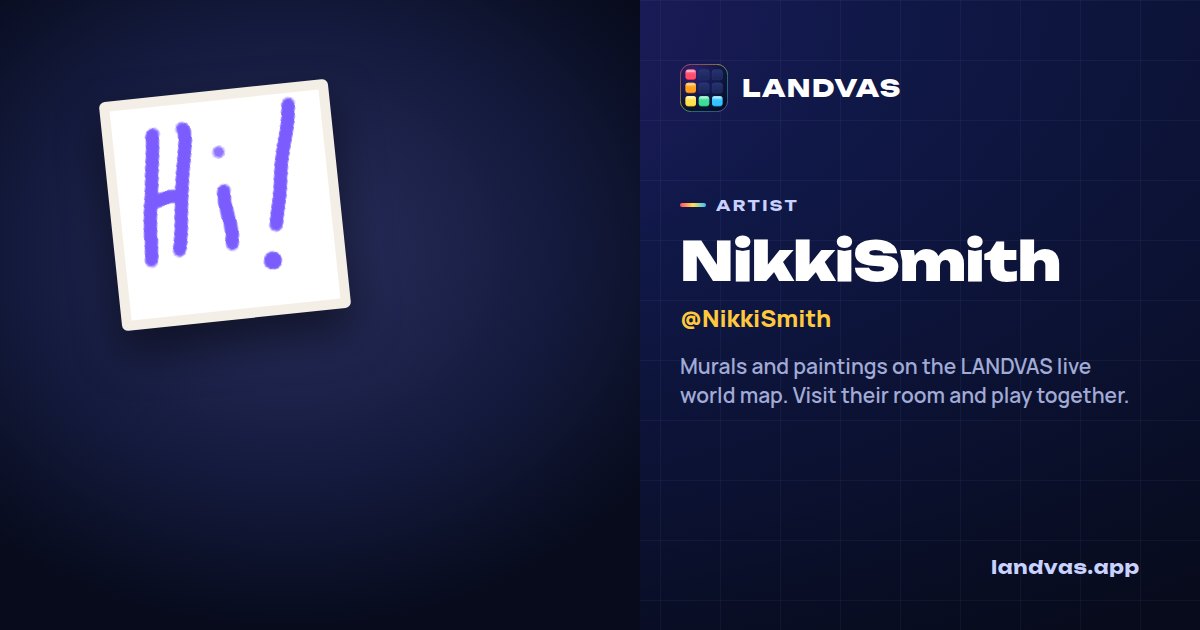 Hi!
LANDVAS
ARTIST
NikkiSmith
@NikkiSmith
Murals and paintings on the LANDVAS live
world map. Visit their room and play together.
landvas.app